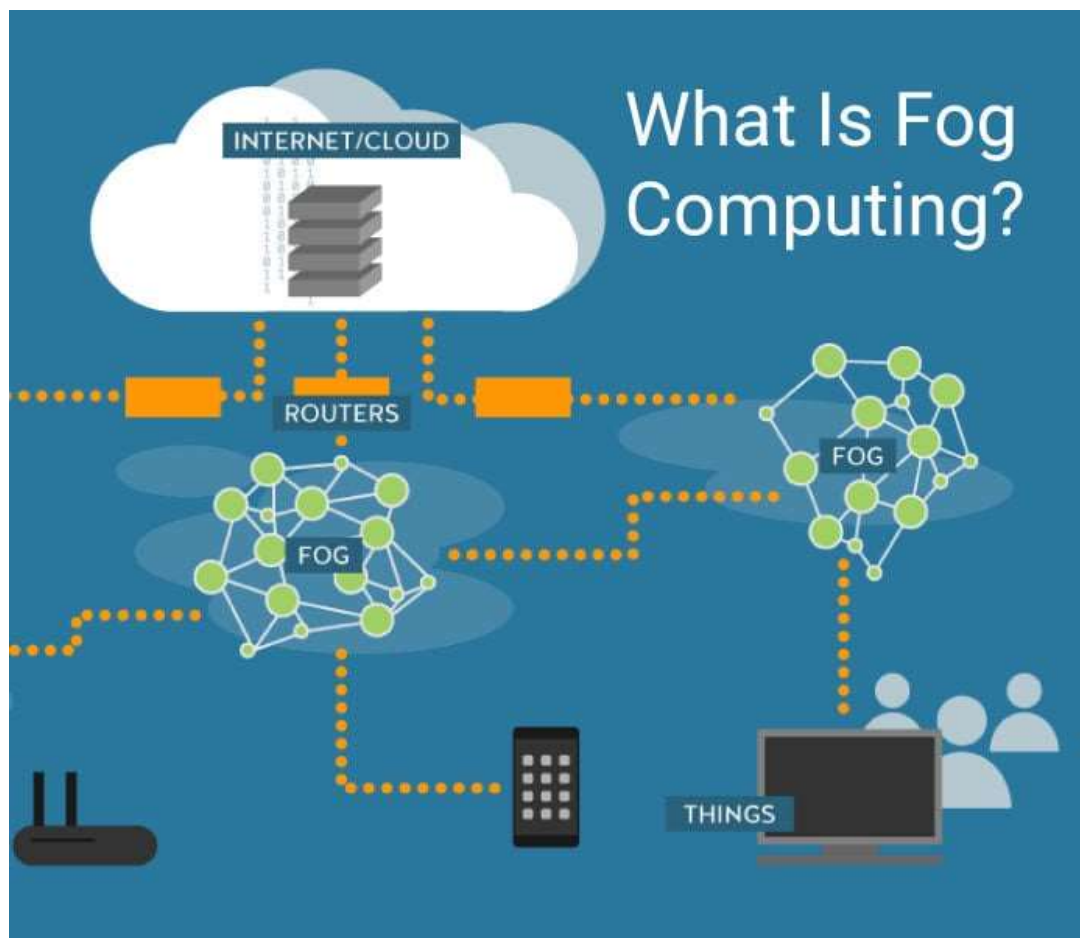 What Is Fog
Computing?
INTERNET/CLOUD
ROUTERS
FOG
FOG
THINGS